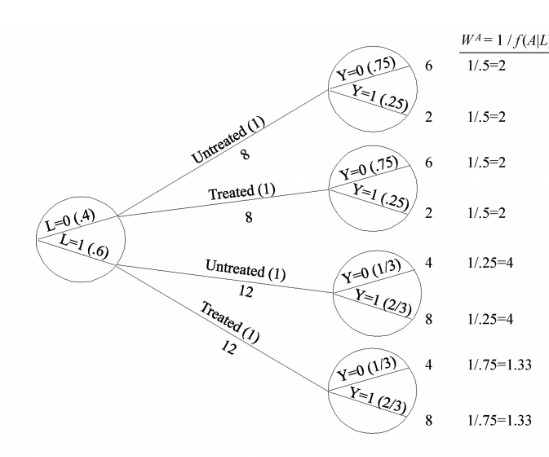 W^A = 1 / f(A|L
Y=0 (.75) 6 1/.5=2
Y=1 (.25) 2 1/.5=2
Untreated (1)
8
Y=0 (.75) 6 1/.5=2
Treated (1)
8
Y=1 (.25) 2 1/.5=2
L=0 (.4)
L=1 (.6)
Untreated (1)
12
Y=0 (1/3) 4 1/.25=4
Y=1 (2/3) 8 1/.25=4
Treated (1)
12
Y=0 (1/3) 4 1/.75=1.33
Y=1 (2/3) 8 1/.75=1.33